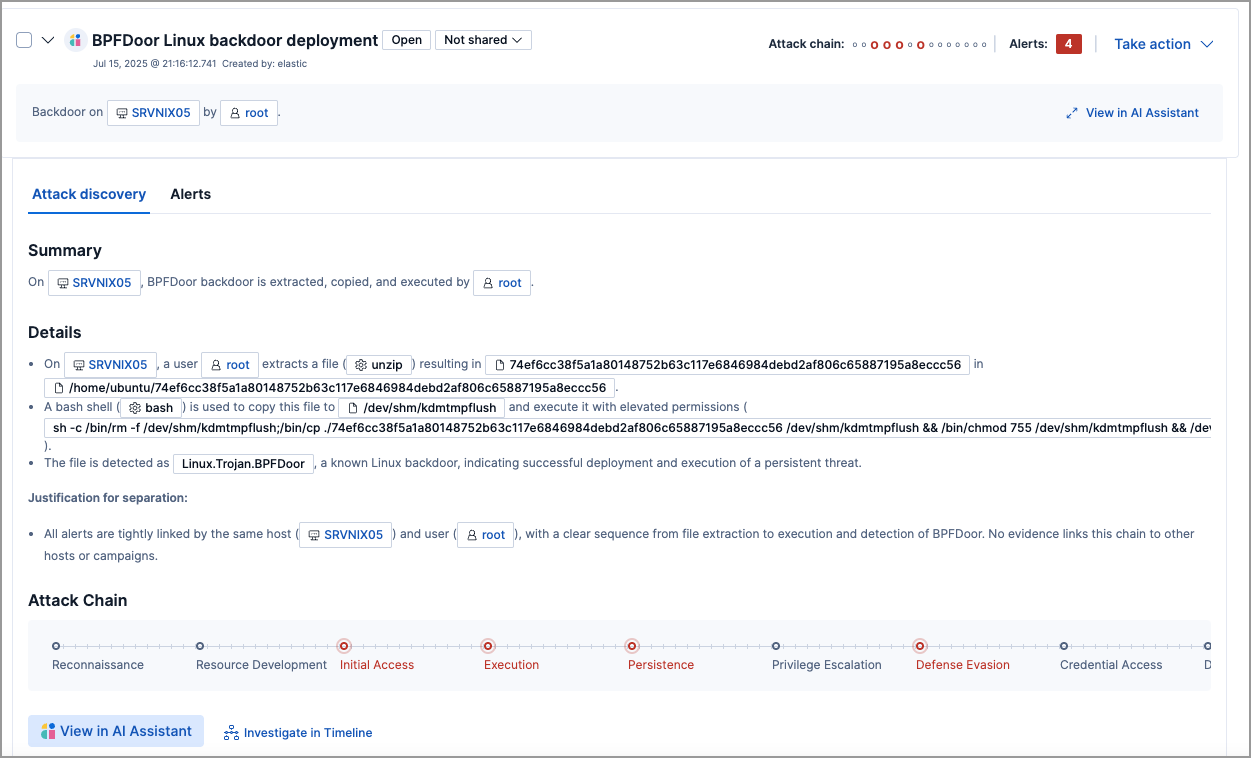 BPFDoor Linux backdoor deployment Open Not shared Attack chain: Alerts: 4 Take action
Jul 15, 2025 @ 21:16:12.741 Created by: elastic
Backdoor on SRVNIX05 by root . View in AI Assistant
Attack discovery Alerts
Summary
On SRVNIX05 , BPFDoor backdoor is extracted, copied, and executed by root .
Details
• On SRVNIX05 , a user root extracts a file ( unzip ) resulting in 74ef6cc38f5a1a80148752b63c117e6846984debd2af806c65887195a8eccc56 in
/home/ubuntu/74ef6cc38f5a1a80148752b63c117e6846984debd2af806c65887195a8eccc56 .
• A bash shell ( bash ) is used to copy this file to /dev/shm/kdmtmpflush and execute it with elevated permissions (
sh -c /bin/rm -f /dev/shm/kdmtmpflush;/bin/cp ./74ef6cc38f5a1a80148752b63c117e6846984debd2af806c65887195a8eccc56 /dev/shm/kdmtmpflush && /bin/chmod 755 /dev/shm/kdmtmpflush && /dev
).
• The file is detected as Linux.Trojan.BPFDoor , a known Linux backdoor, indicating successful deployment and execution of a persistent threat.
Justification for separation:
• All alerts are tightly linked by the same host ( SRVNIX05 ) and user ( root ), with a clear sequence from file extraction to execution and detection of BPFDoor. No evidence links this chain to other
hosts or campaigns.
Attack Chain
Reconnaissance Resource Development Initial Access Execution Persistence Privilege Escalation Defense Evasion Credential Access D
View in AI Assistant Investigate in Timeline